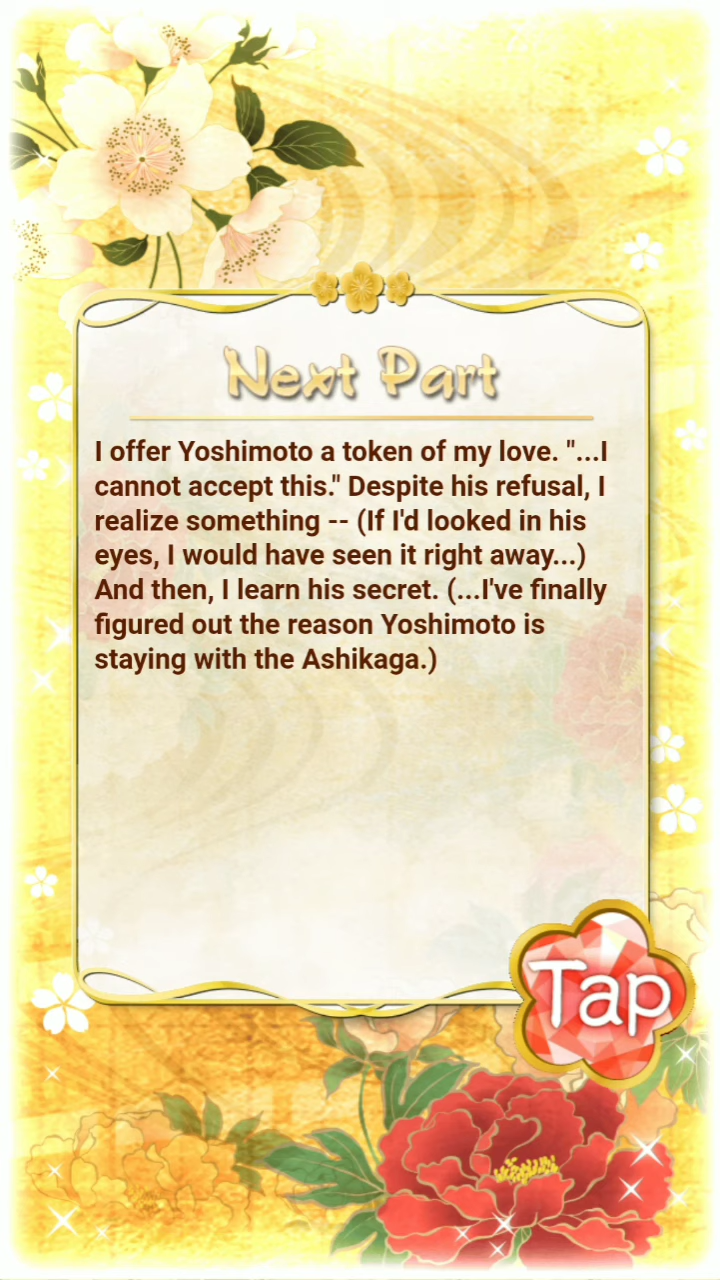 Next Part
I offer Yoshimoto a token of my love. "...I
cannot accept this." Despite his refusal, I
realize something -- (If I'd looked in his
eyes, I would have seen it right away...)
And then, I learn his secret. (...I've finally
figured out the reason Yoshimoto is
staying with the Ashikaga.)
Tap